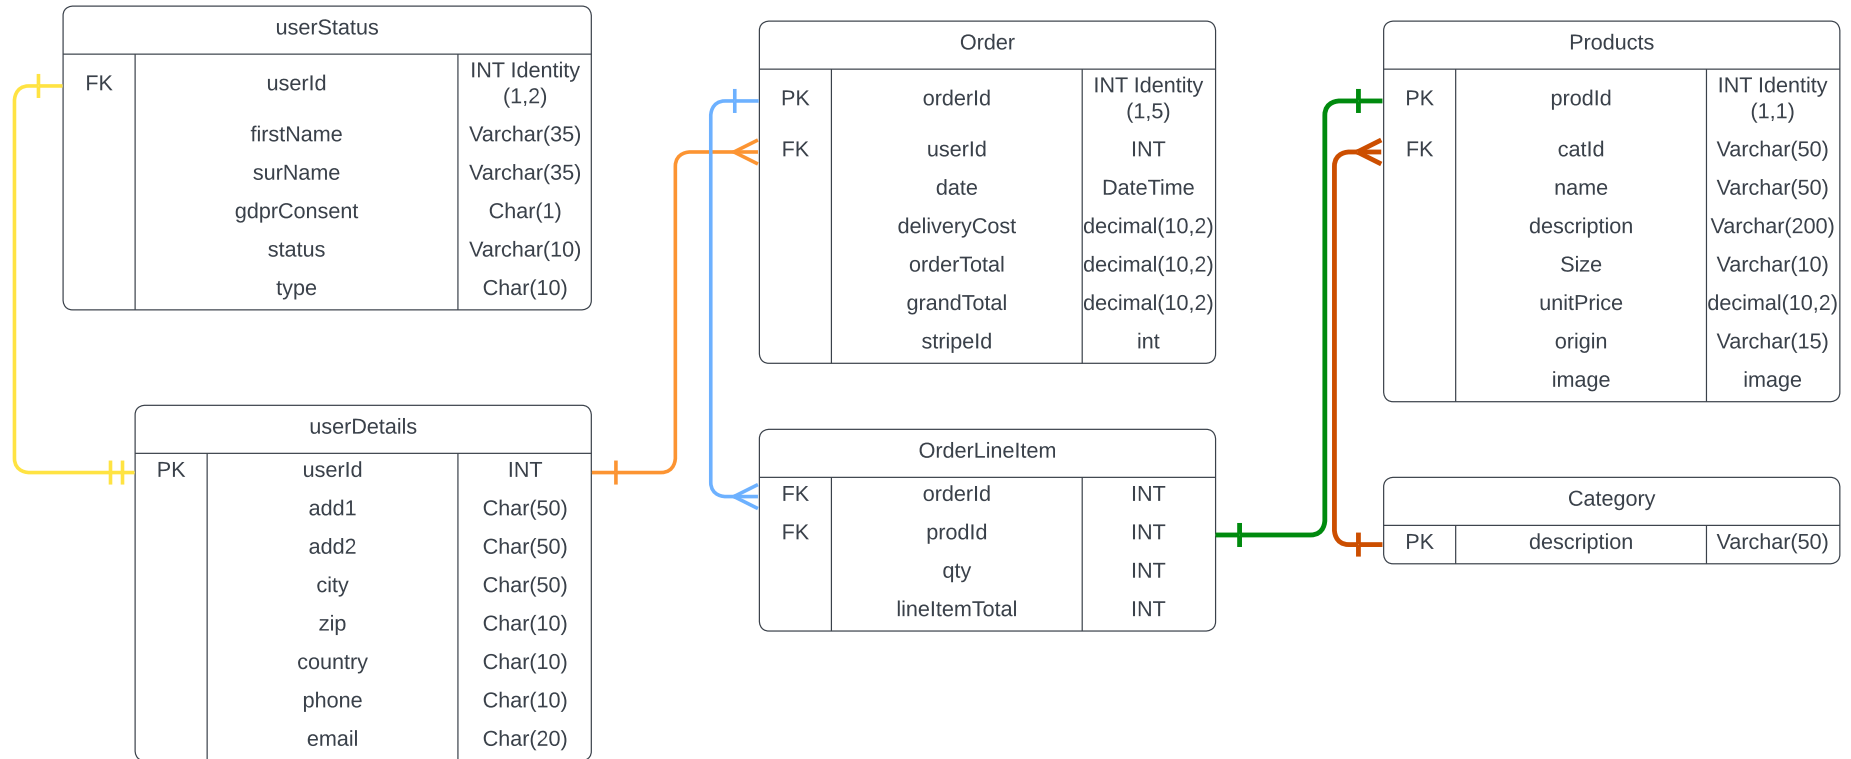 userStatus
FK userId INT Identity (1,2)
firstName Varchar(35)
surName Varchar(35)
gdprConsent Char(1)
status Varchar(10)
type Char(10)
userDetails
PK userId INT
add1 Char(50)
add2 Char(50)
city Char(50)
zip Char(10)
country Char(10)
phone Char(10)
email Char(20)
Order
PK orderId INT Identity (1,5)
FK userId INT
date DateTime
deliveryCost decimal(10,2)
orderTotal decimal(10,2)
grandTotal decimal(10,2)
stripeId int
OrderLineItem
FK orderId INT
FK prodId INT
qty INT
lineItemTotal INT
Products
PK prodId INT Identity (1,1)
FK catId Varchar(50)
name Varchar(50)
description Varchar(200)
Size Varchar(10)
unitPrice decimal(10,2)
origin Varchar(15)
image image
Category
PK description Varchar(50)